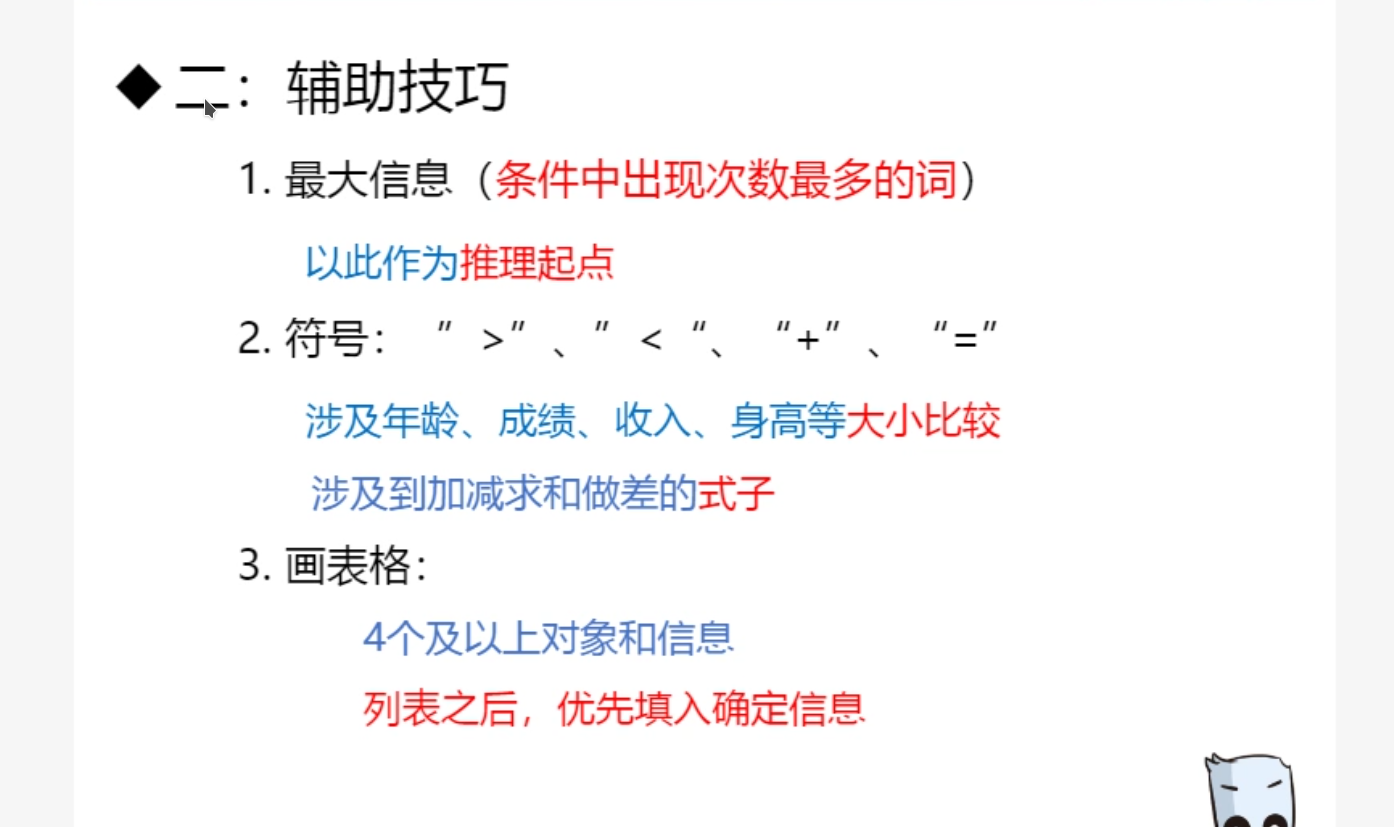 ◆二：辅助技巧
1. 最大信息（条件中出现次数最多的词）
以此作为推理起点
2. 符号： ” >” 、” < “、 “+” 、 “=”
涉及年龄、成绩、收入、身高等大小比较
涉及到加减求和做差的式子
3. 画表格：
4个及以上对象和信息
列表之后，优先填入确定信息